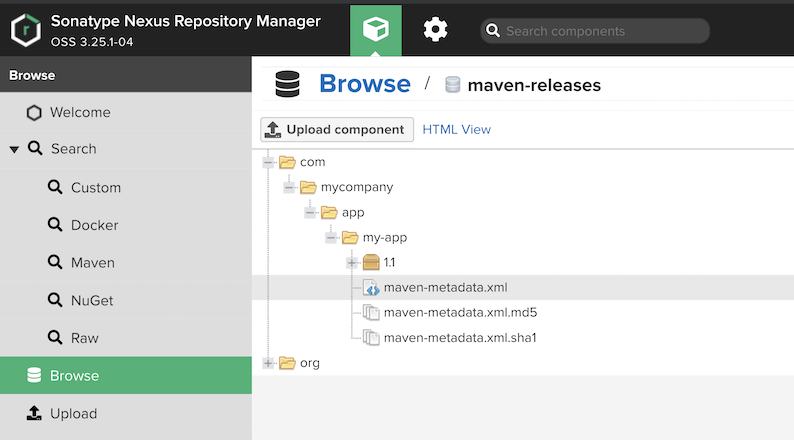 Sonatype Nexus Repository Manager
OSS 3.25.1-04
Search components
Browse
Welcome
Search
Custom
Docker
Maven
NuGet
Raw
Browse
Upload
Browse / maven-releases
Upload component HTML View
com
mycompany
app
my-app
1.1
maven-metadata.xml
maven-metadata.xml.md5
maven-metadata.xml.sha1
org